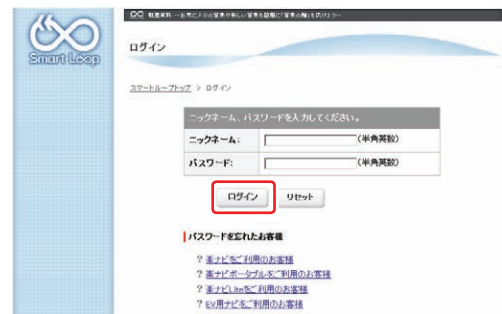 Smart Loop
ログイン
スマートループトップ > ログイン
ニックネーム、パスワードを入力してください。
ニックネーム: (半角英数)
パスワード: (半角英数)
ログイン リセット
パスワードを忘れたお客様
? 楽ナビをご利用のお客様
? 楽ナビポータブルをご利用のお客様
? 楽ナビLiteをご利用のお客様
? EV用ナビをご利用のお客様